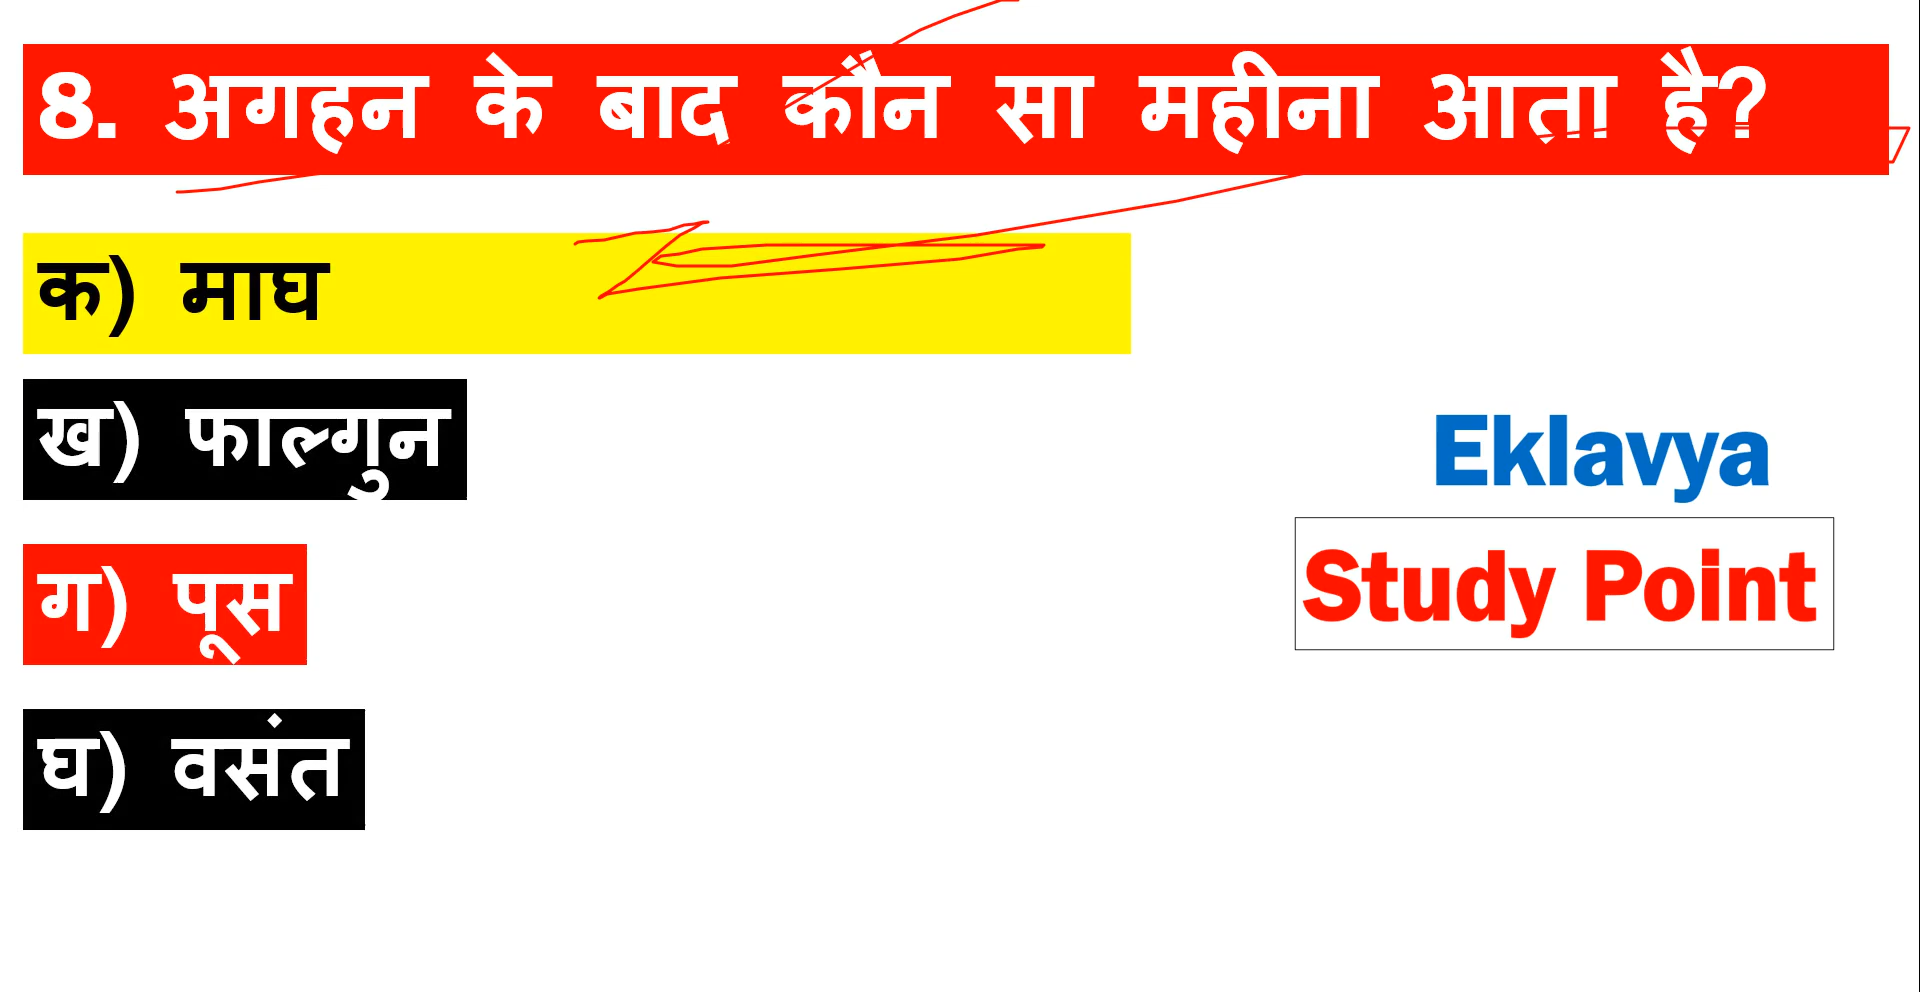 8. अगहन के बाद कौन सा महीना आता है?
क) माघ
ख) फाल्गुन
ग) पूस
घ) वसंत
Eklavya
Study Point